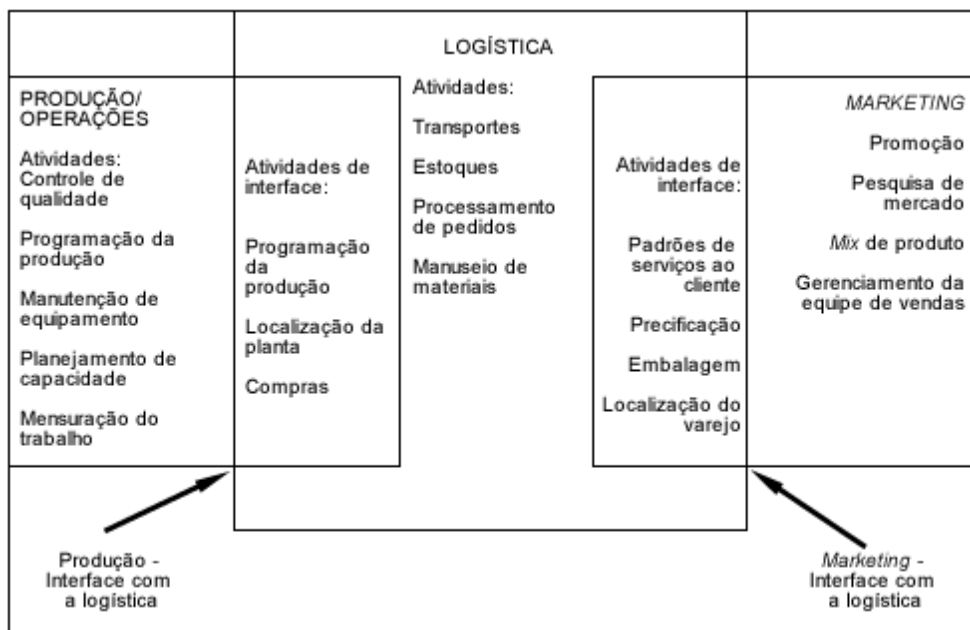 LOGÍSTICA
PRODUÇÃO/
OPERAÇÕES
Atividades:
Controle de
qualidade
Programação da
produção
Manutenção de
equipamento
Planejamento de
capacidade
Mensuração do
trabalho
Atividades de
interface:
Programação
da
produção
Localização da
planta
Compras
Atividades:
Transportes
Estoques
Processamento
de pedidos
Manuseio de
materiais
Atividades de
interface:
Padrões de
serviços ao
cliente
Precificação
Embalagem
Localização do
varejo
MARKETING
Promoção
Pesquisa de
mercado
Mix de produto
Gerenciamento da
equipe de vendas
Produção -
Interface com
a logística
Marketing -
Interface com
a logística